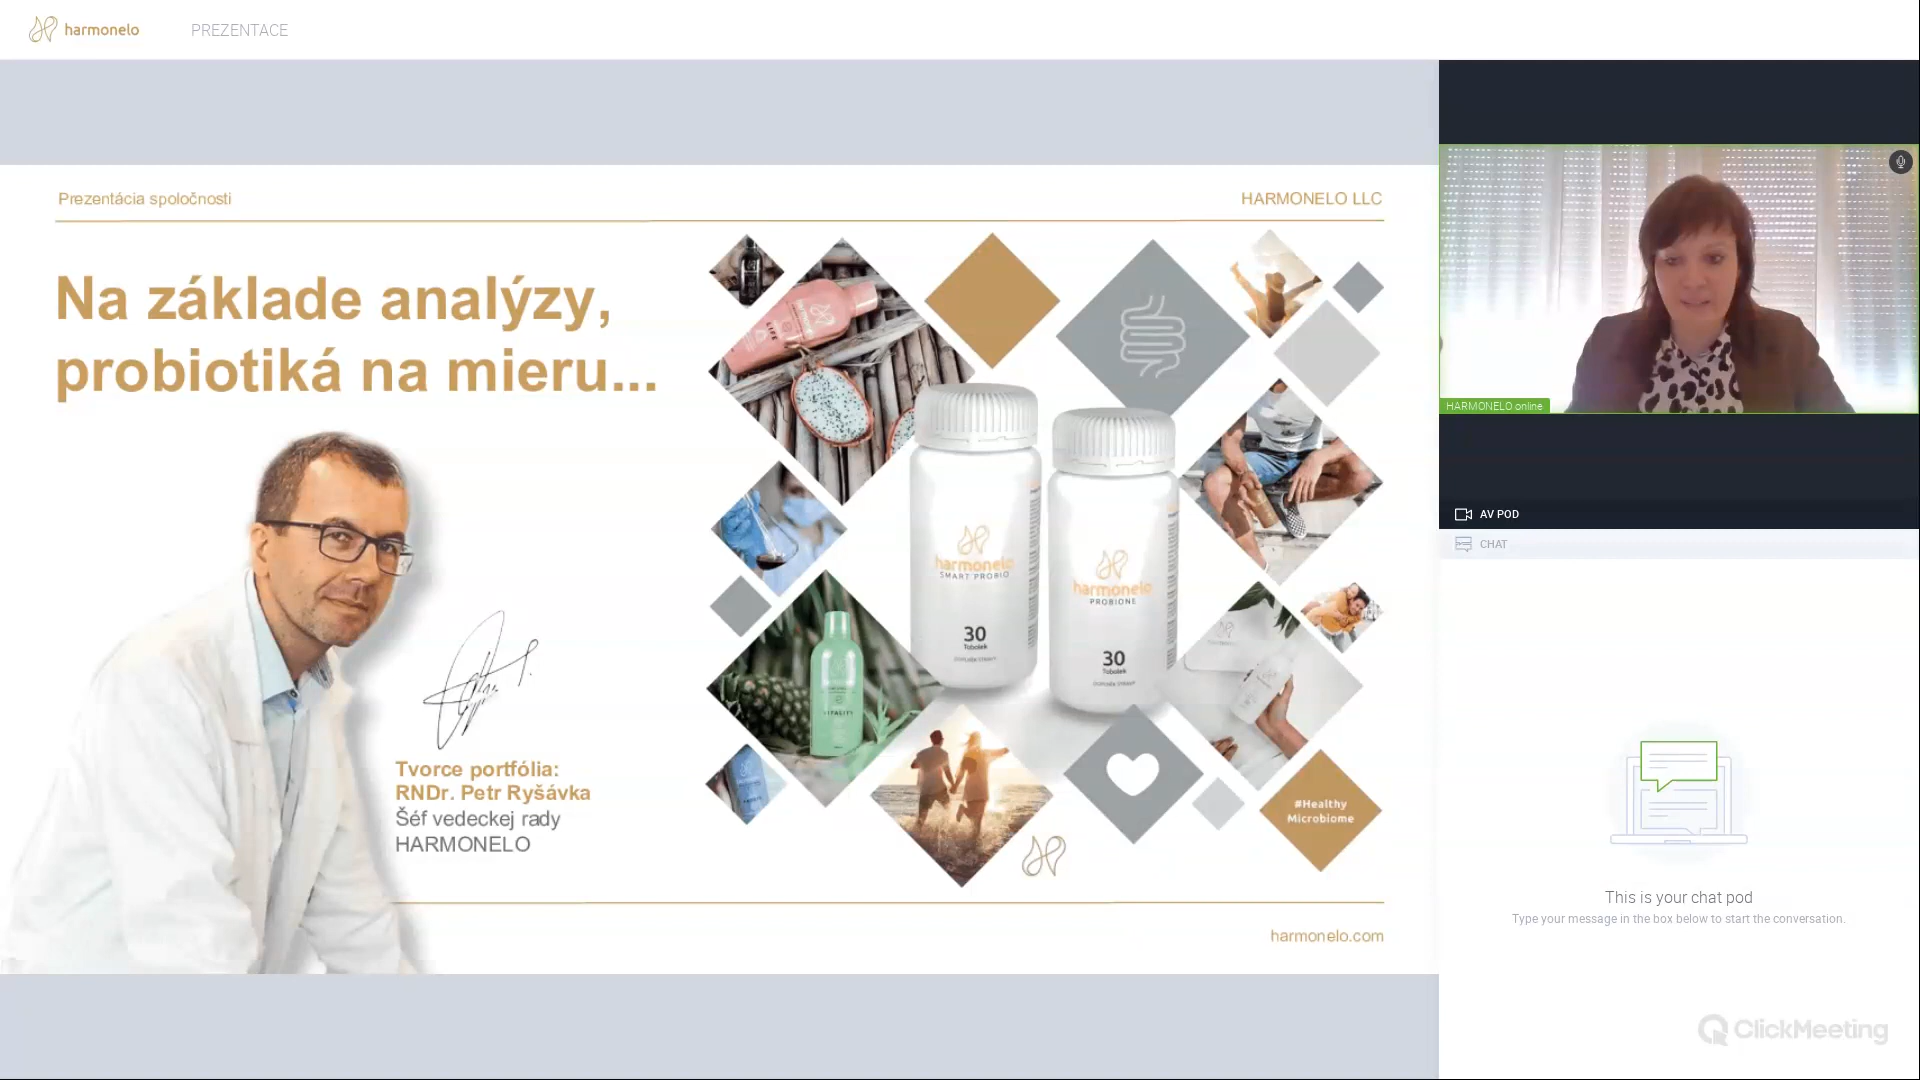 harmonelo
PREZENTACE
Prezentácia spoločnosti
HARMONELO LLC
Na základe analýzy,
probiotiká na mieru...
harmonelo
SMART PROBIO
30
Tobolek
harmonelo
PROBIONE
30
Tobolek
LIFE
VITALITY
Tvorce portfólia:
RNDr. Petr Ryšávka
Šéf vedeckej rady
HARMONELO
#Healthy
Microbiome
harmonelo.com
HARMONELO online
AV POD
CHAT
This is your chat pod
Type your message in the box below to start the conversation.
ClickMeeting